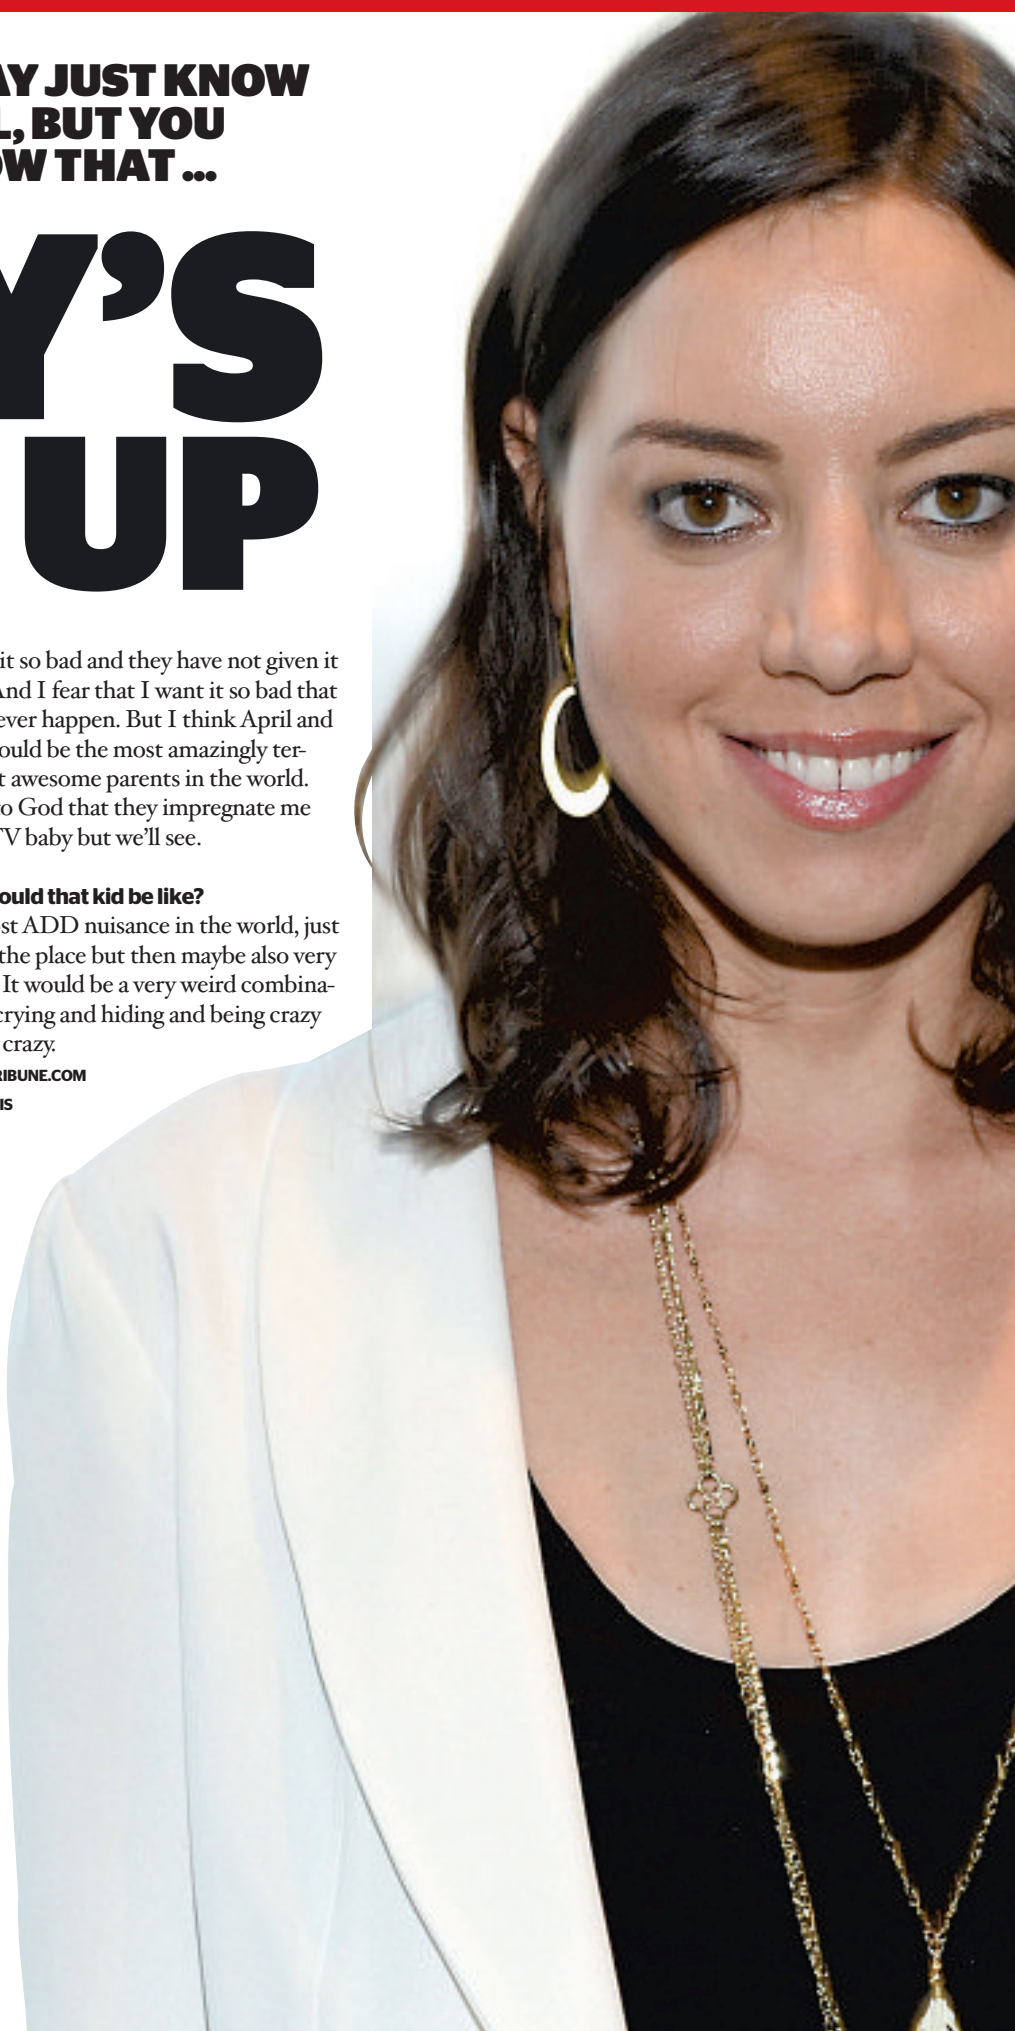 AY JUST KNOW
L, BUT YOU
OW THAT ...
Y'S
UP
it so bad and they have not given it
And I fear that I want it so bad that
ever happen. But I think April and
ould be the most amazingly ter-
t awesome parents in the world.
to God that they impregnate me
TV baby but we'll see.
ould that kid be like?
st ADD nuisance in the world, just
the place but then maybe also very
It would be a very weird combina-
crying and hiding and being crazy
crazy.
RIBUNE.COM
IS